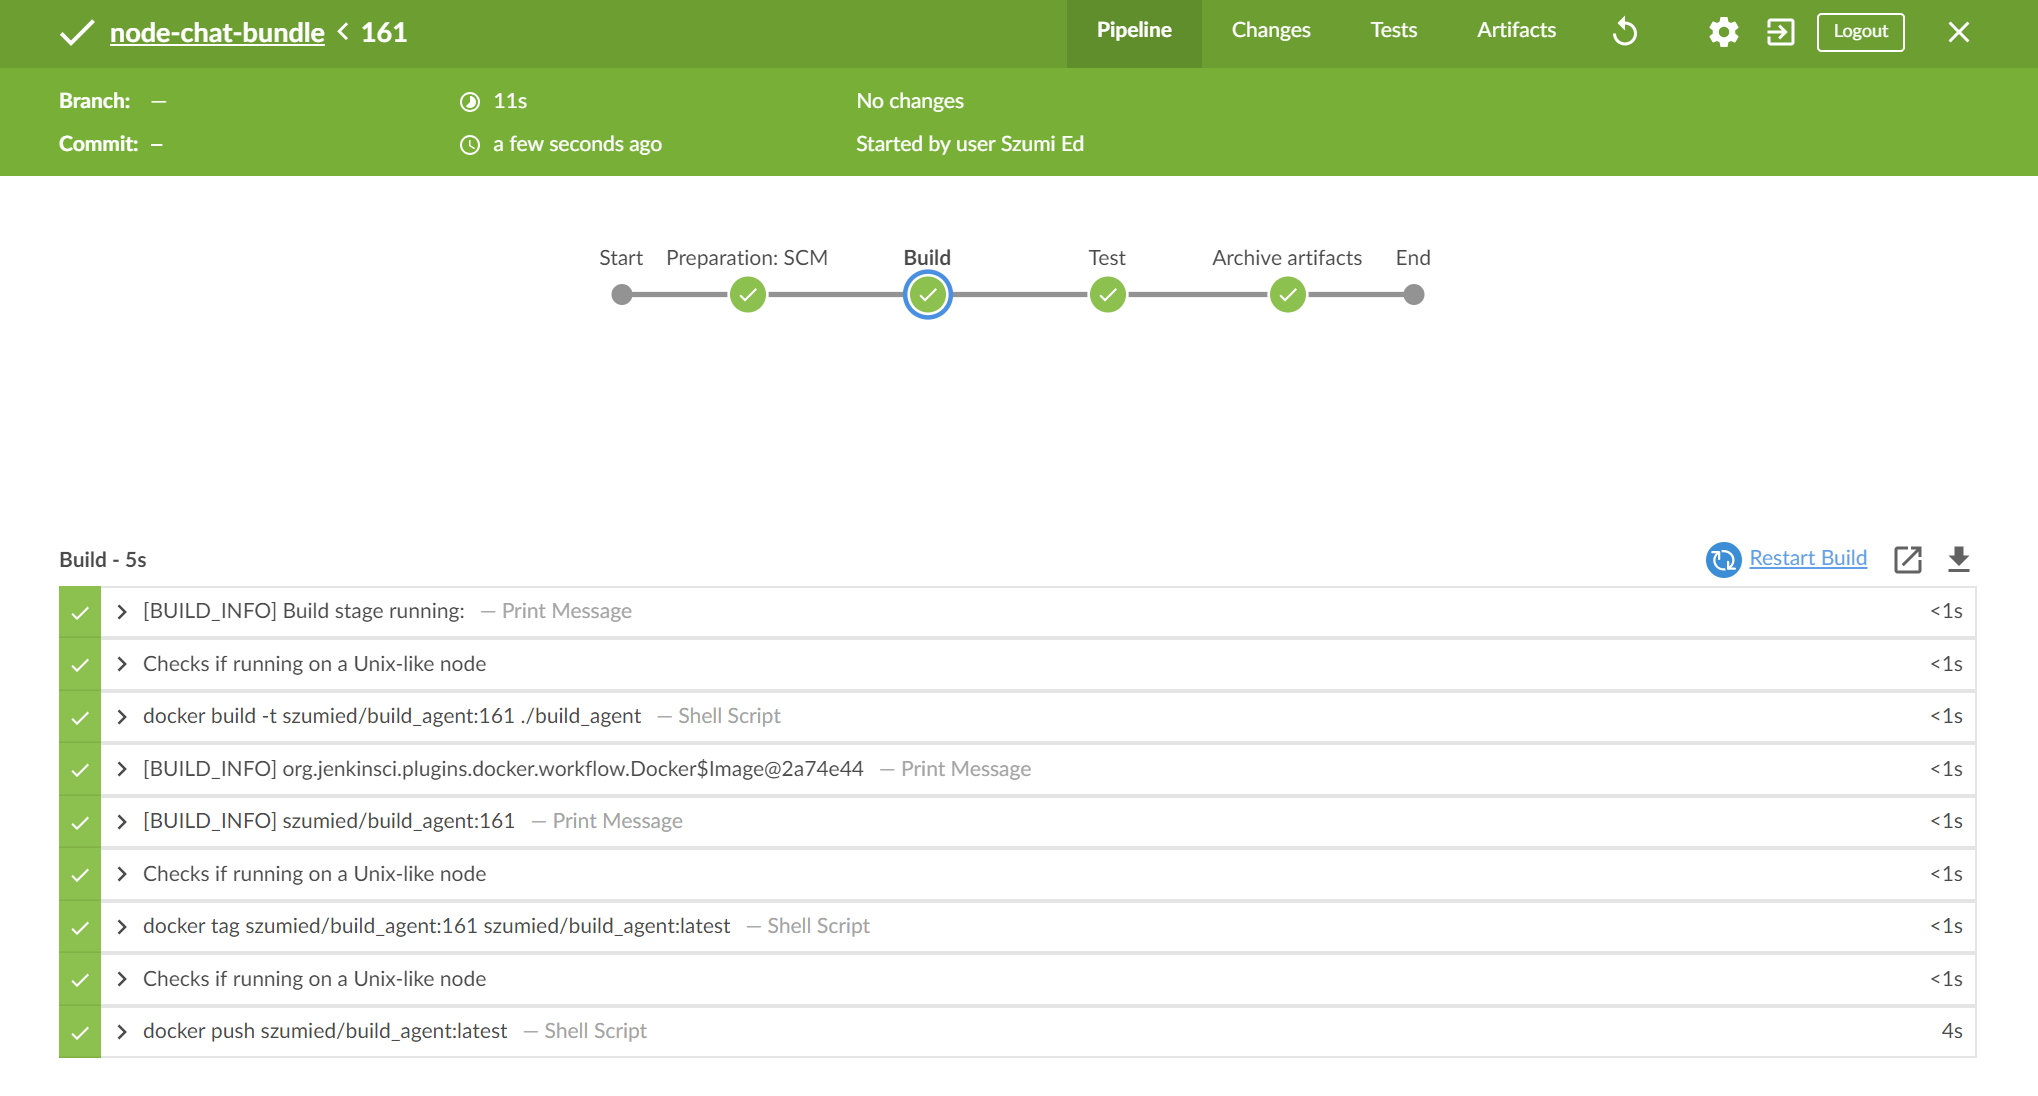 node-chat-bundle < 161 Pipeline Changes Tests Artifacts Logout
Branch: — 11s No changes
Commit: – a few seconds ago Started by user Szumi Ed
Start Preparation: SCM Build Test Archive artifacts End
Build - 5s Restart Build
[BUILD_INFO] Build stage running: — Print Message <1s
Checks if running on a Unix-like node <1s
docker build -t szumied/build_agent:161 ./build_agent — Shell Script <1s
[BUILD_INFO] org.jenkinsci.plugins.docker.workflow.Docker$Image@2a74e44 — Print Message <1s
[BUILD_INFO] szumied/build_agent:161 — Print Message <1s
Checks if running on a Unix-like node <1s
docker tag szumied/build_agent:161 szumied/build_agent:latest — Shell Script <1s
Checks if running on a Unix-like node <1s
docker push szumied/build_agent:latest — Shell Script 4s